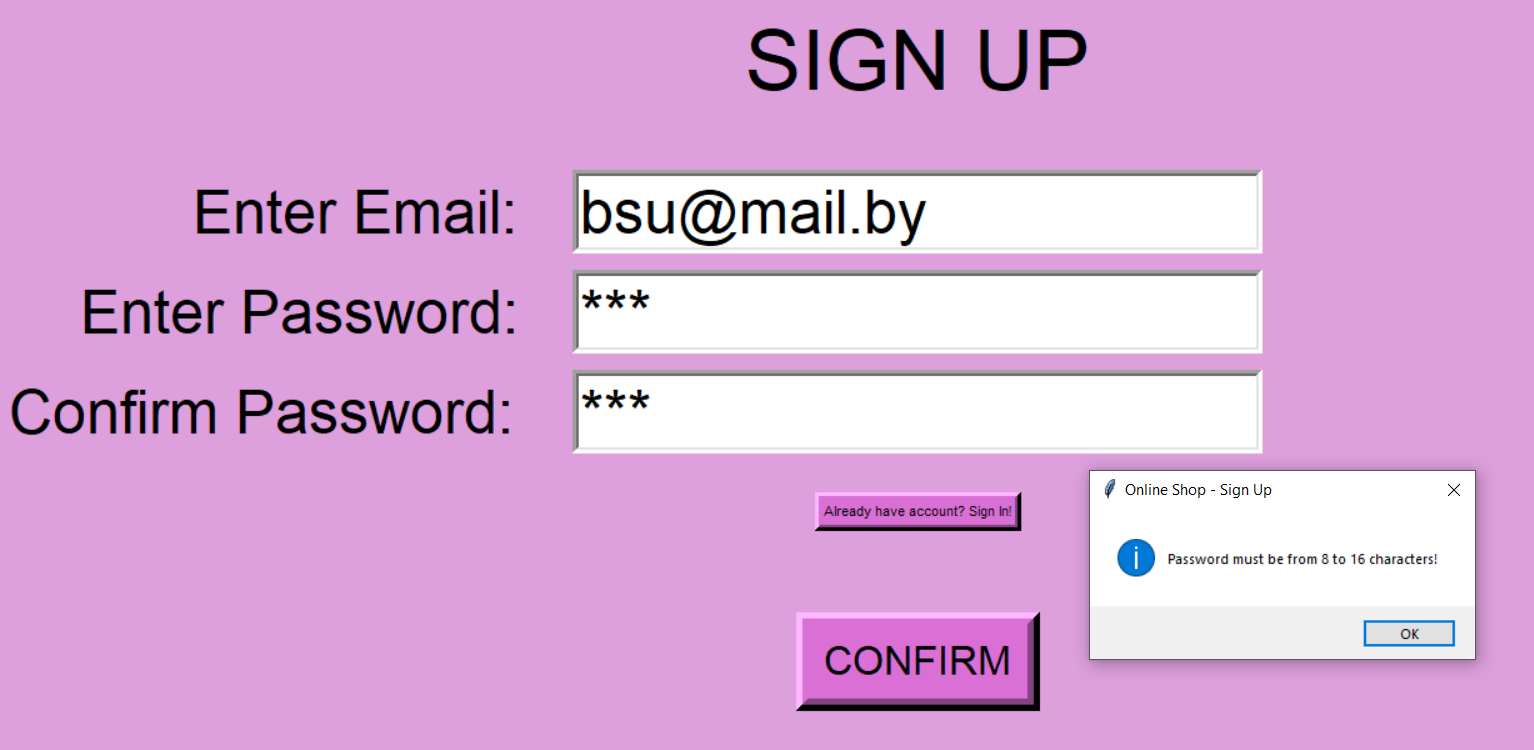 SIGN UP
Enter Email: bsu@mail.by
Enter Password: ***
Confirm Password: ***
Already have account? Sign In!
Online Shop - Sign Up
Password must be from 8 to 16 characters!
OK
CONFIRM